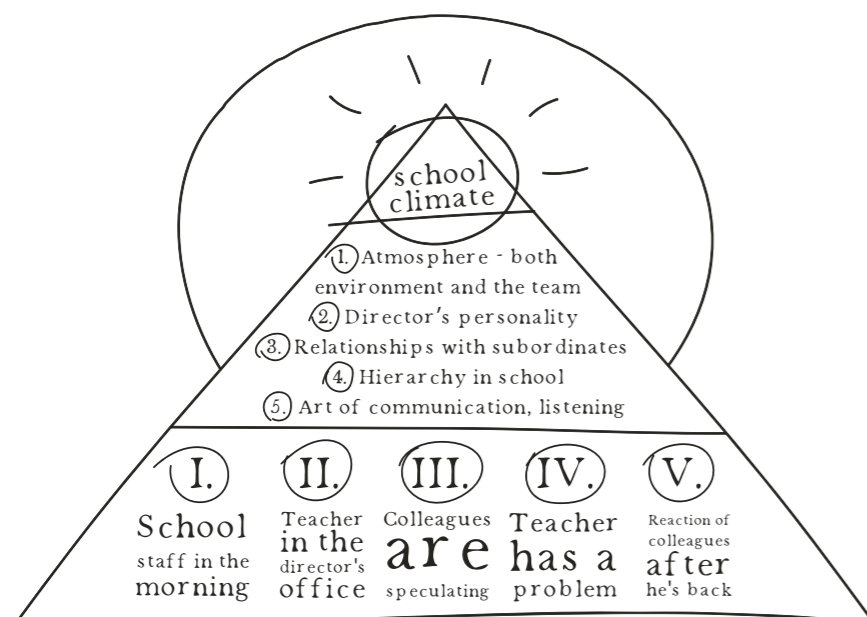 school
climate
1. Atmosphere - both
environment and the team
2. Director's personality
3. Relationships with subordinates
4. Hierarchy in school
5. Art of communication, listening
I.
School
staff in the
morning
II.
Teacher
in the
director's
office
III.
Colleagues
are
speculating
IV.
Teacher
has a
problem
V.
Reaction of
colleagues
after
he's back